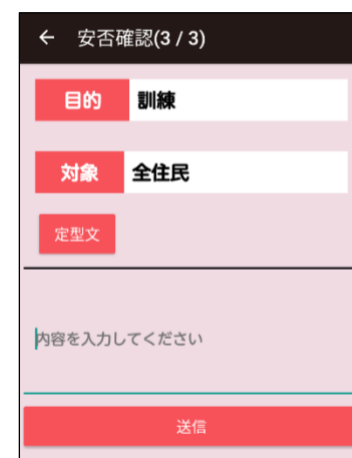 ← 安否確認(3 / 3)
目的 訓練
対象 全住民
定型文
内容を入力してください
送信